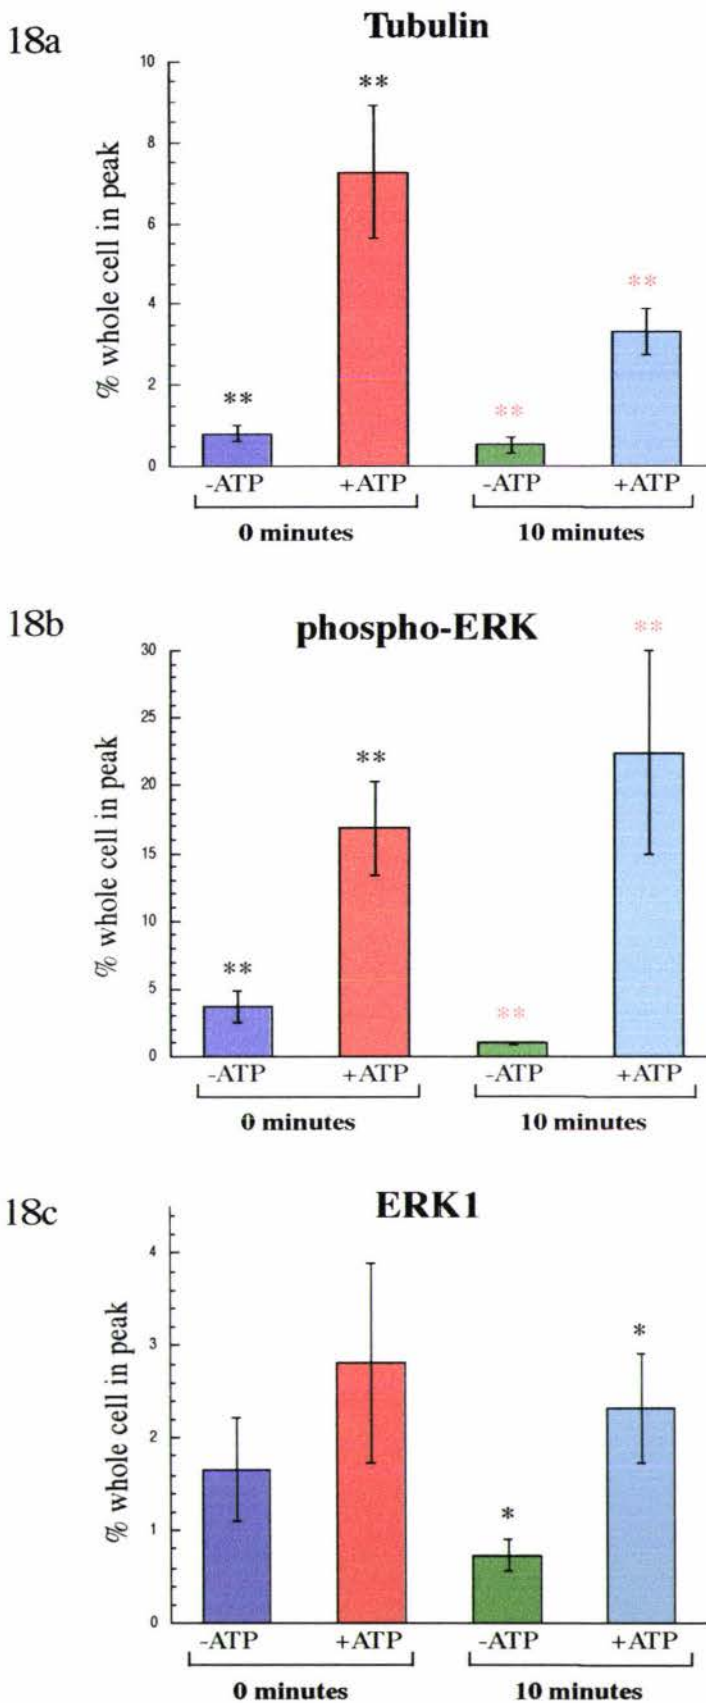 18a
Tubulin
% whole cell in peak
10
8
6
4
2
0
**
**
**
**
-ATP +ATP -ATP +ATP
0 minutes 10 minutes
18b
phospho-ERK
% whole cell in peak
30
25
20
15
10
5
0
**
**
**
**
-ATP +ATP -ATP +ATP
0 minutes 10 minutes
18c
ERK1
% whole cell in peak
4
3
2
1
0
*
*
-ATP +ATP -ATP +ATP
0 minutes 10 minutes